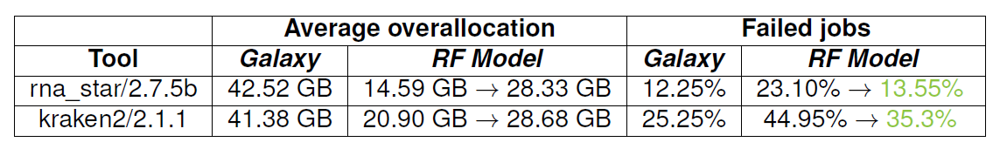 Average overallocation Failed jobs
Tool Galaxy RF Model Galaxy RF Model
rna_star/2.7.5b 42.52 GB 14.59 GB → 28.33 GB 12.25% 23.10% → 13.55%
kraken2/2.1.1 41.38 GB 20.90 GB → 28.68 GB 25.25% 44.95% → 35.3%